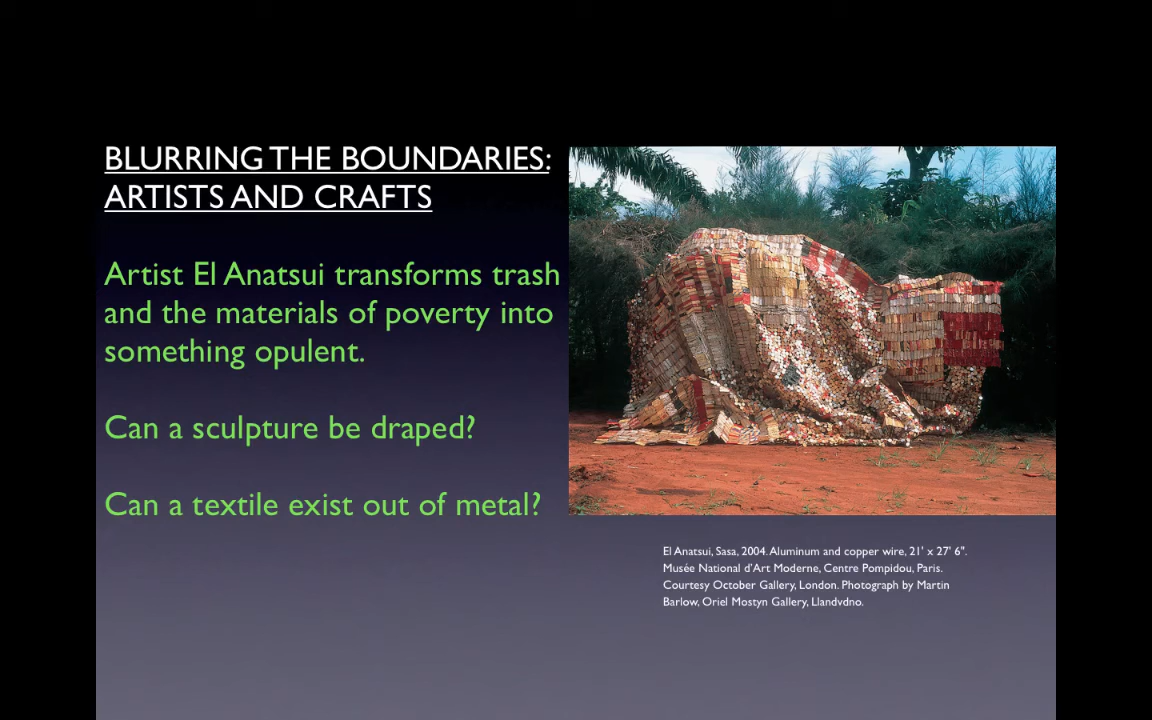 BLURRING THE BOUNDARIES:
ARTISTS AND CRAFTS
Artist El Anatsui transforms trash
and the materials of poverty into
something opulent.
Can a sculpture be draped?
Can a textile exist out of metal?
El Anatsui, Sasa, 2004. Aluminum and copper wire, 21' x 27' 6".
Musée National d'Art Moderne, Centre Pompidou, Paris.
Courtesy October Gallery, London. Photograph by Martin
Barlow, Oriel Mostyn Gallery, Llandvdno.